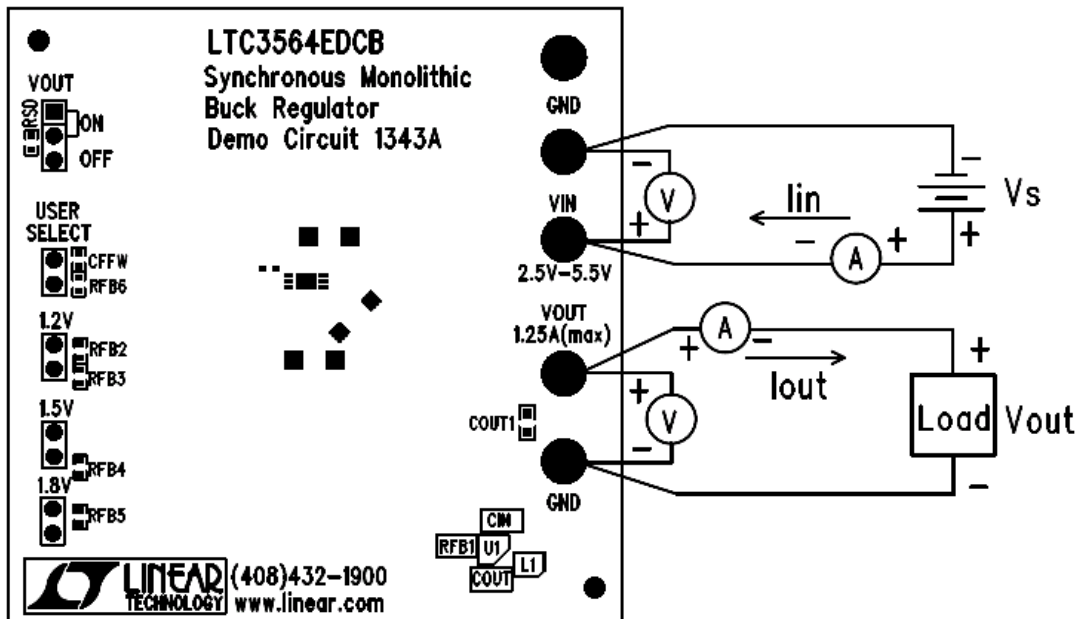 LTC3564EDCB
Synchronous Monolithic
Buck Regulator
Demo Circuit 1343A
VOUT
RSD
ON
OFF
USER
SELECT
CFFW
RFB6
1.2V
RFB2
RFB3
1.5V
RFB4
1.8V
RFB5
GND
VIN
2.5V-5.5V
VOUT
1.25A(max)
COUT1
GND
CIN
RFB1
U1
L1
COUT
LINEAR
TECHNOLOGY
(408)432-1900
www.linear.com
-
V
+
Iin
-
A
+
-
Vs
+
+
A
-
Iout
+
V
-
+
Load
Vout
-